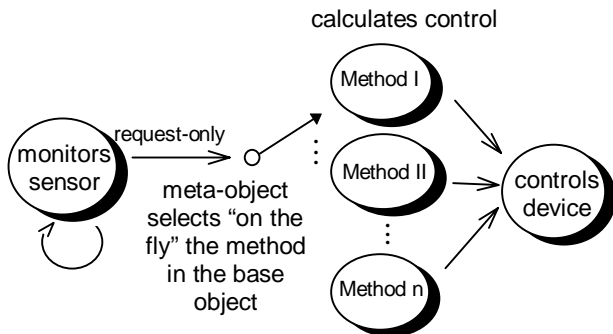 calculates control
Method I
request-only
monitors
sensor
Method II
meta-object
selects “on the
fly” the method
in the base
object
controls
device
Method n